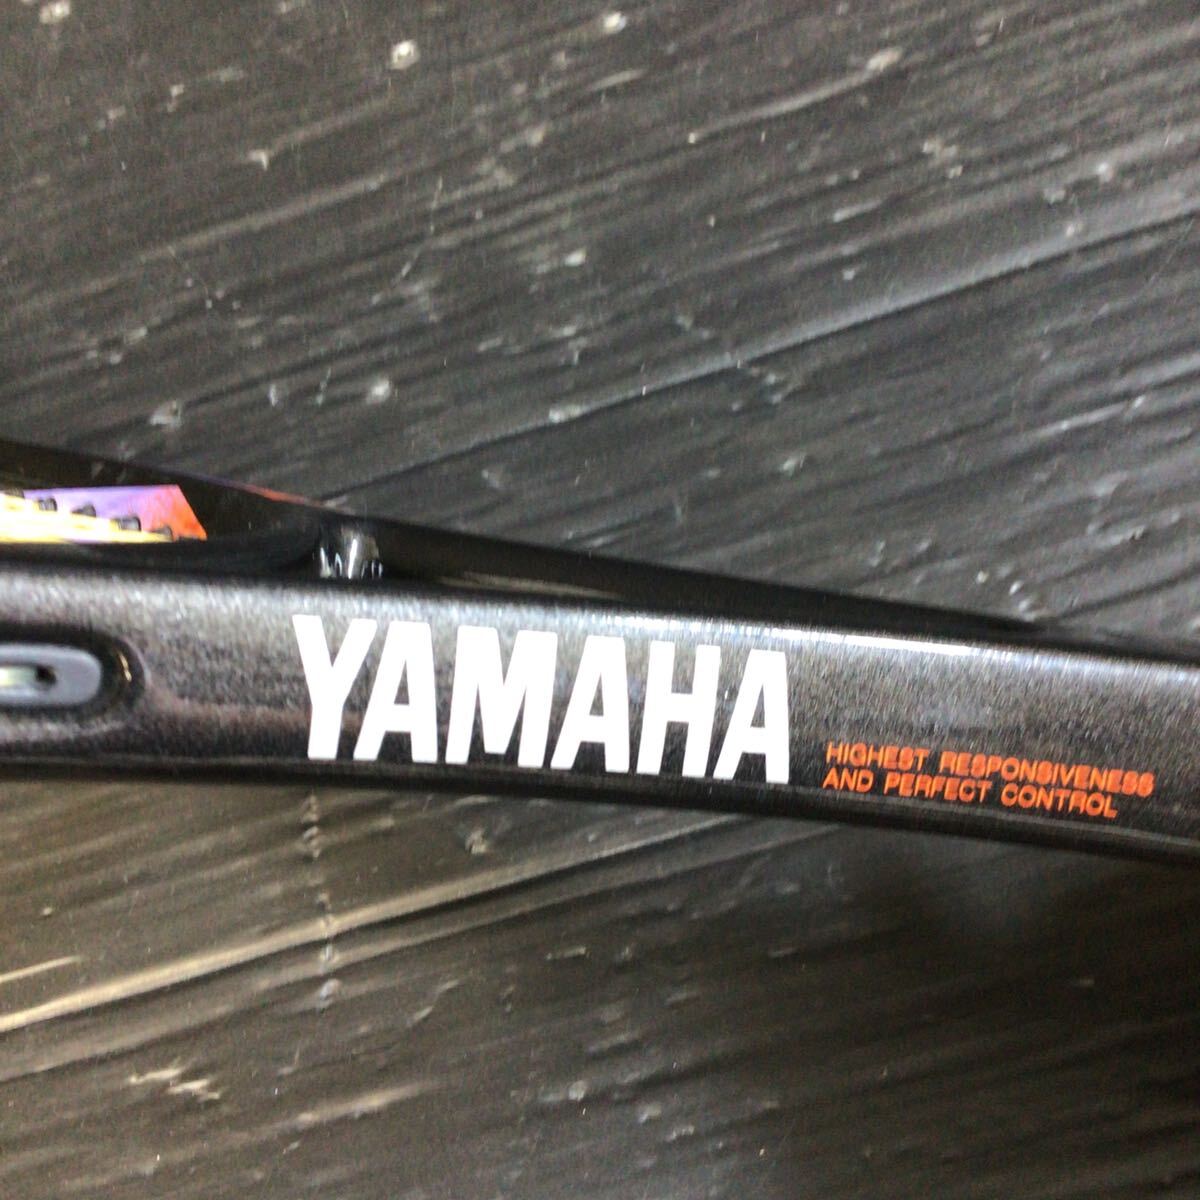 YAMAHA
HIGHEST RESPONSIVENESS
AND PERFECT CONTROL